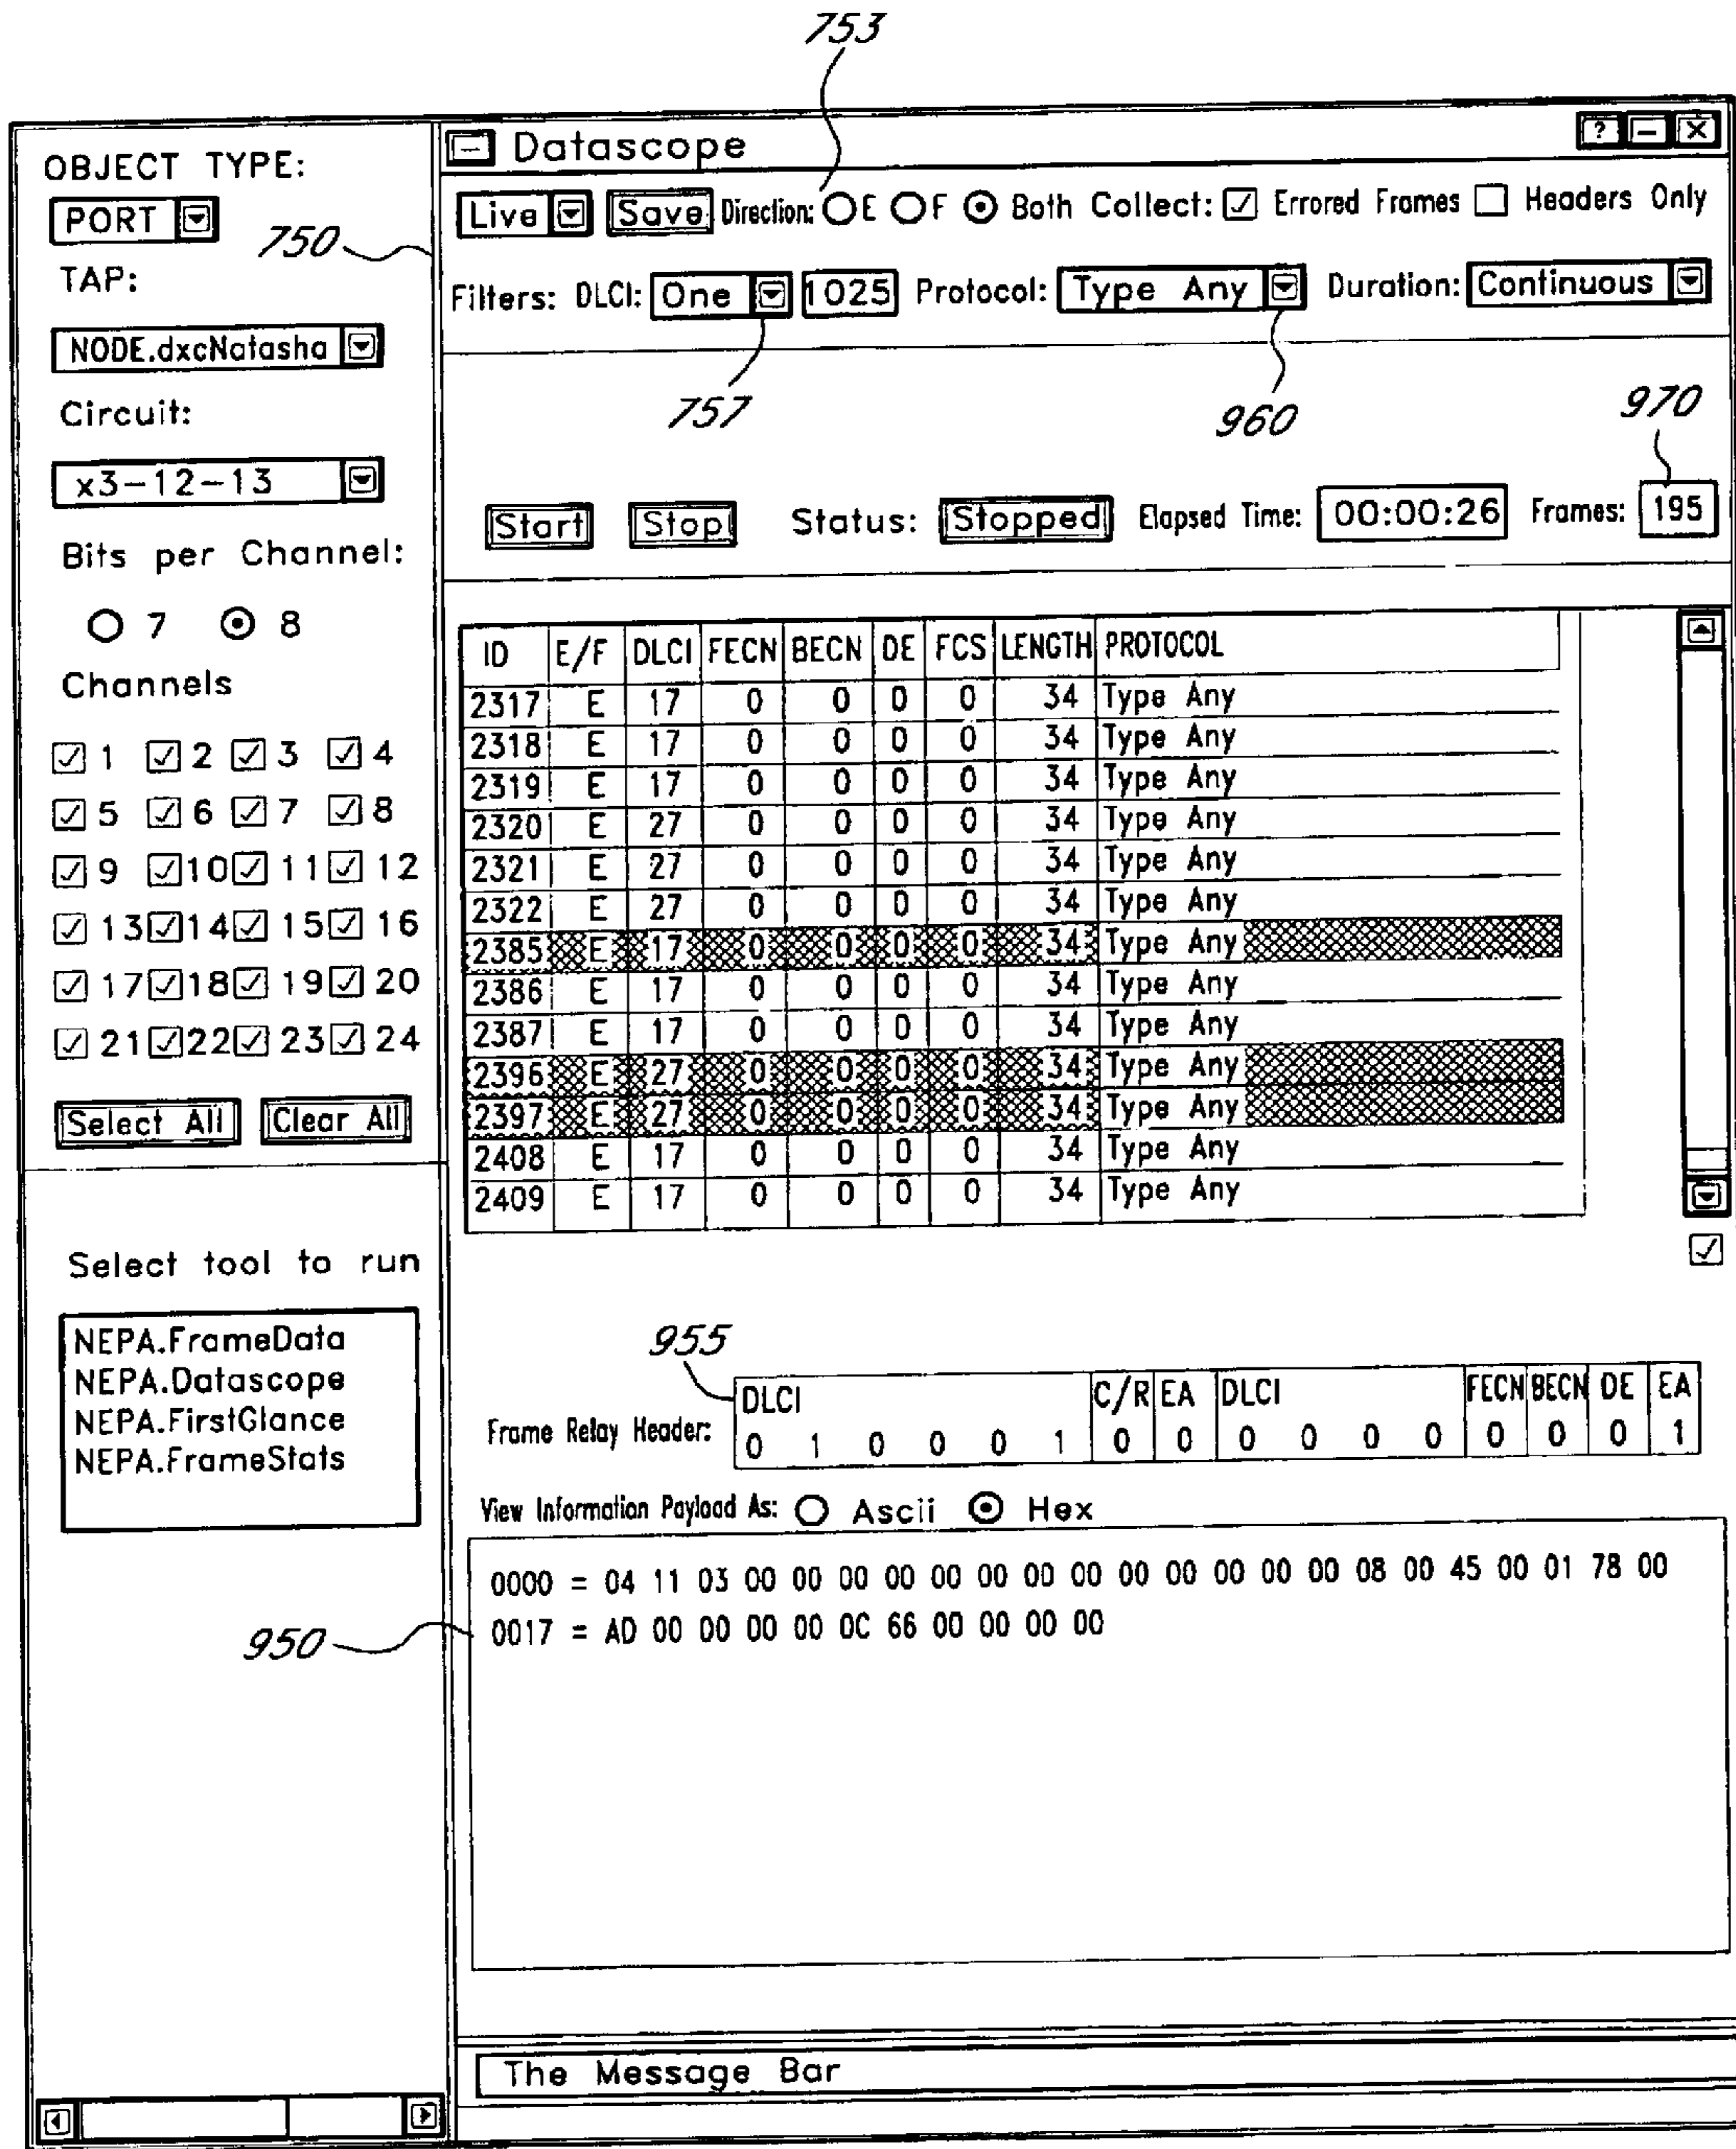 753
OBJECT TYPE:
PORT
750
TAP:
NODE.dxcNatasha
Circuit:
x3-12-13
Bits per Channel:
7 8
Channels
1 2 3 4
5 6 7 8
9 10 11 12
13 14 15 16
17 18 19 20
21 22 23 24
Select All Clear All
Select tool to run
NEPA.FrameData
NEPA.Datascope
NEPA.FirstGlance
NEPA.FrameStats
Datascope ?
Live Save Direction: E F Both Collect: Errored Frames Headers Only
Filters: DLCI: One 1025 Protocol: Type Any Duration: Continuous
757 960 970
Start Stop Status: Stopped Elapsed Time: 00:00:26 Frames: 195
ID E/F DLCI FECN BECN DE FCS LENGTH PROTOCOL
2317 E 17 0 0 0 0 34 Type Any
2318 E 17 0 0 0 0 34 Type Any
2319 E 17 0 0 0 0 34 Type Any
2320 E 27 0 0 0 0 34 Type Any
2321 E 27 0 0 0 0 34 Type Any
2322 E 27 0 0 0 0 34 Type Any
2385 E 17 0 0 0 0 34 Type Any
2386 E 17 0 0 0 0 34 Type Any
2387 E 17 0 0 0 0 34 Type Any
2396 E 27 0 0 0 0 34 Type Any
2397 E 27 0 0 0 0 34 Type Any
2408 E 17 0 0 0 0 34 Type Any
2409 E 17 0 0 0 0 34 Type Any
955
DLCI C/R EA DLCI FECN BECN DE EA
Frame Relay Header: 0 1 0 0 0 1 0 0 0 0 0 0 0 0 0 1
View Information Payload As: Ascii Hex
0000 = 04 11 03 00 00 00 00 00 00 00 00 00 00 00 00 00 08 00 45 00 01 78 00
0017 = AD 00 00 00 00 0C 66 00 00 00 00
950
The Message Bar